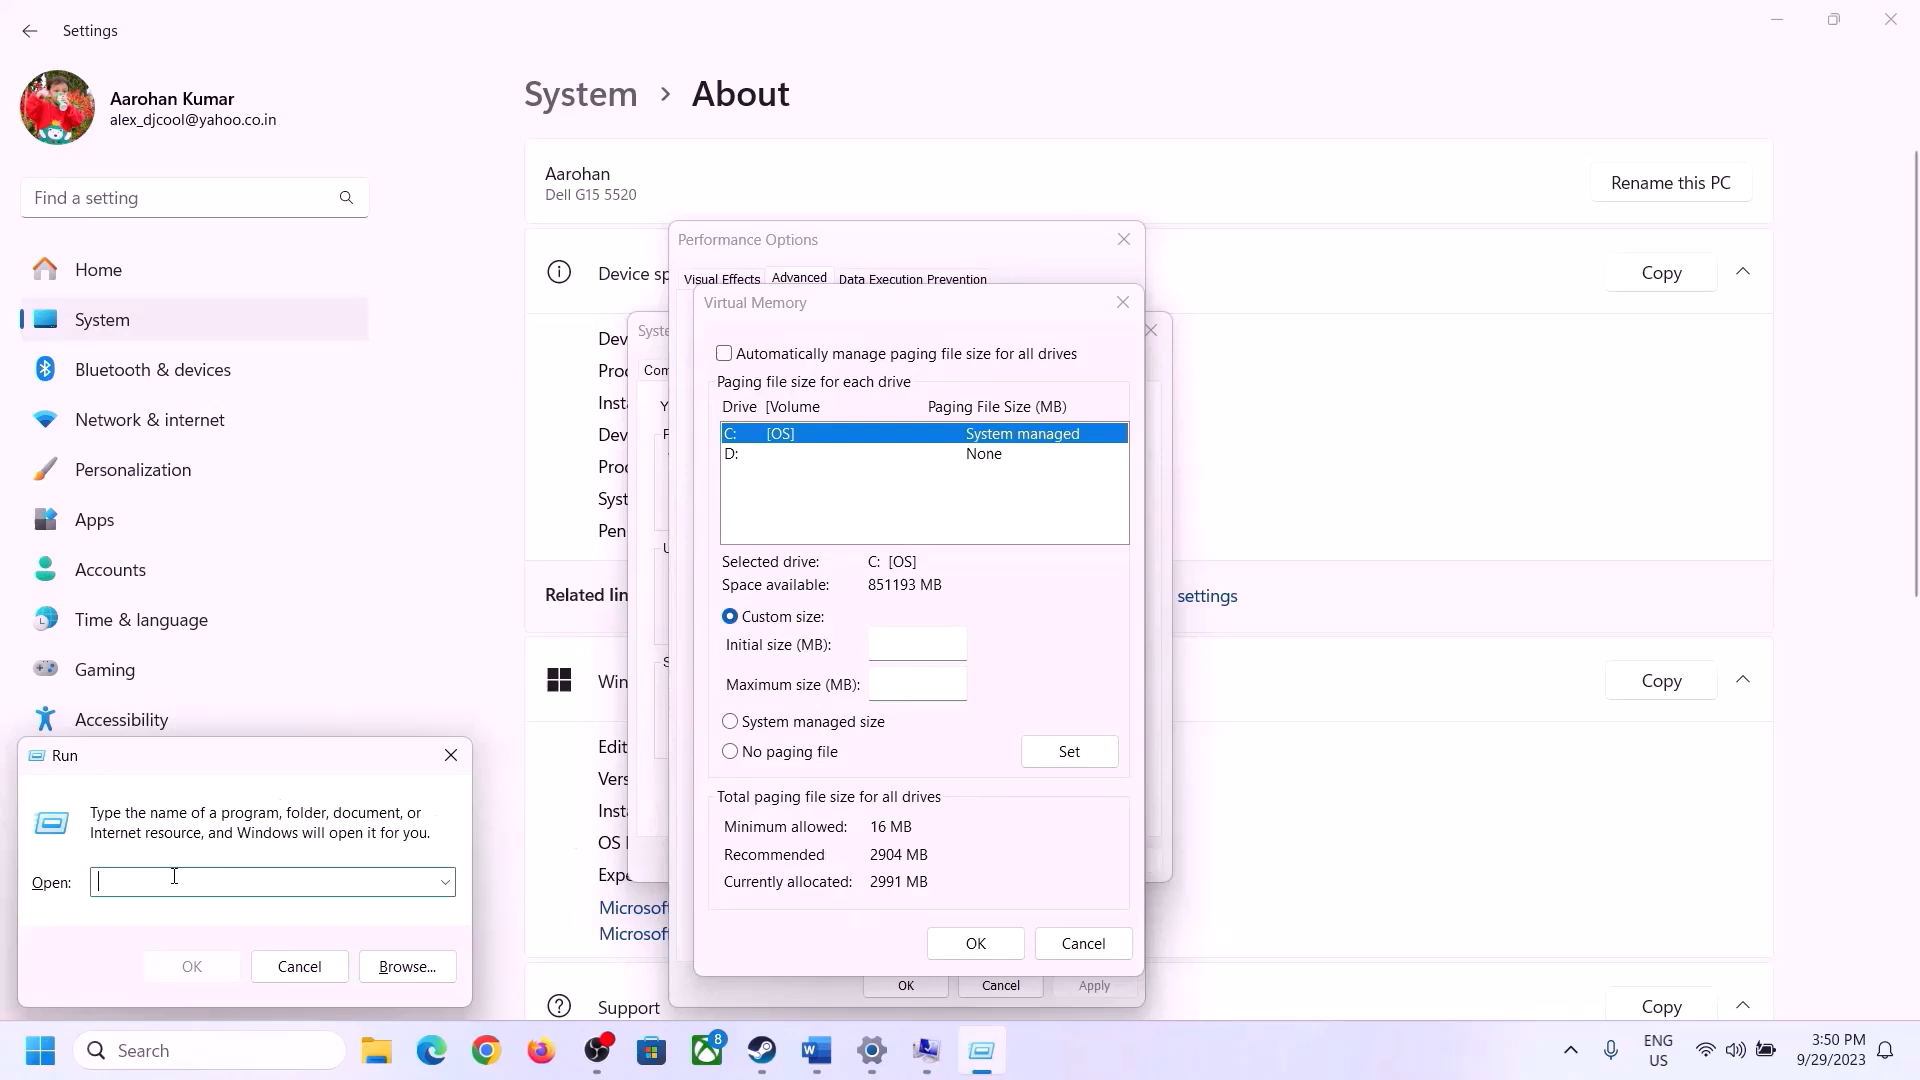 Settings
Aarohan Kumar
alex_djcool@yahoo.co.in
Find a setting
Home
System
Bluetooth & devices
Network & internet
Personalization
Apps
Accounts
Time & language
Gaming
Accessibility
System > About
Aarohan
Dell G15 5520
Rename this PC
Device sp
Copy
Dev
Proc
Inst
Dev
Prod
Syst
Pen
Related lin
settings
Win
Copy
Edit
Vers
Insta
OS
Expe
Microsof
Microsof
Support
Copy
Syste
Com
Performance Options
Visual Effects
Advanced
Data Execution Prevention
OK
Cancel
Apply
Virtual Memory
Automatically manage paging file size for all drives
Paging file size for each drive
Drive [Volume Paging File Size (MB)
C: [OS] System managed
D: None
Selected drive: C: [OS]
Space available: 851193 MB
Custom size:
Initial size (MB):
Maximum size (MB):
System managed size
No paging file
Set
Total paging file size for all drives
Minimum allowed: 16 MB
Recommended 2904 MB
Currently allocated: 2991 MB
OK
Cancel
Run
Type the name of a program, folder, document, or
Internet resource, and Windows will open it for you.
Open:
OK
Cancel
Browse...
Search
8
ENG
US
3:50 PM
9/29/2023